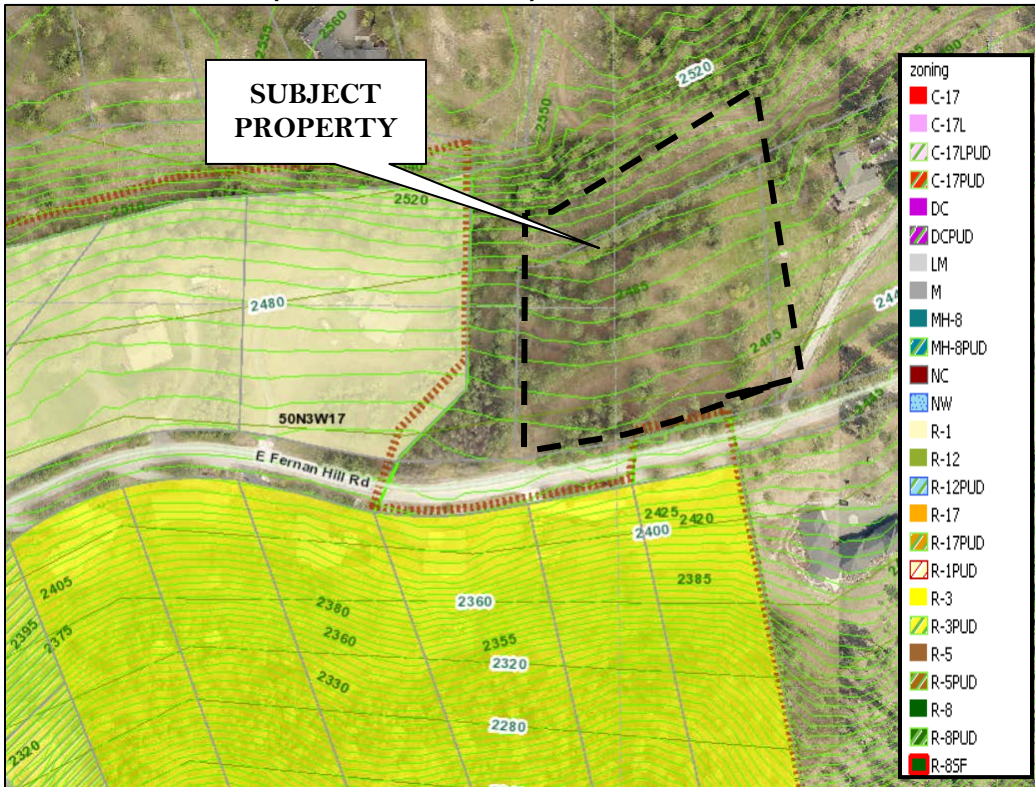 2560
2550
2520
SUBJECT
PROPERTY
2550
2520
2510
2480
2485
2465
50N3W17
E Fernan Hill Rd
2425
2420
2400
2405
2395
2375
2380
2360
2330
2385
2360
2355
2320
2280
2320
zoning
C-17
C-17L
C-17LPUD
C-17PUD
DC
DCPUD
LM
M
MH-8
MH-8PUD
NC
NW
R-1
R-12
R-12PUD
R-17
R-17PUD
R-1PUD
R-3
R-3PUD
R-5
R-5PUD
R-8
R-8PUD
R-8SF